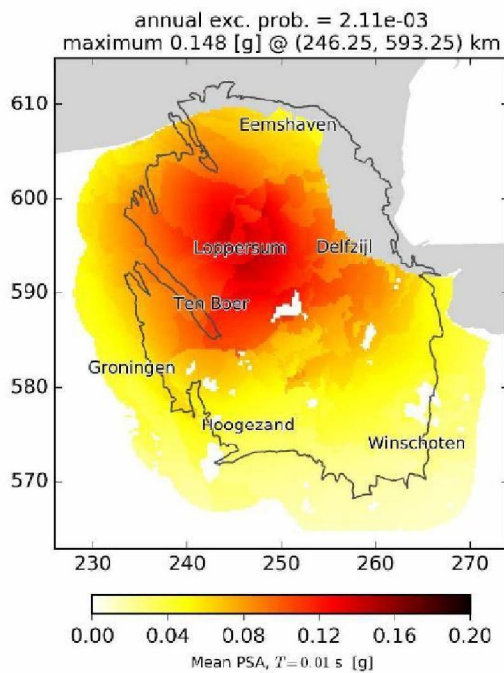 annual exc. prob. = 2.11e-03
maximum 0.148 [g] @ (246.25, 593.25) km
610
Eemshaven
600
Loppersum
Delfzijl
590
Ten Boer
Groningen
580
Hoogezand
Winschoten
570
230 240 250 260 270
0.00 0.04 0.08 0.12 0.16 0.20
Mean PSA, T=0.01 s [g]